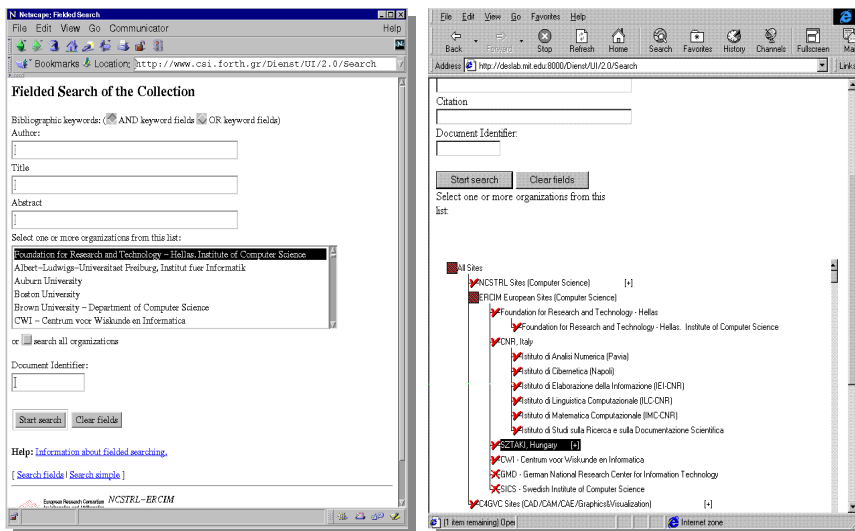 Netscape: Fielded Search
File Edit View Go Communicator Help
Bookmarks Location: http://www.csi.forth.gr/Dienst/UI/2.0/Search
Fielded Search of the Collection
Bibliographic keywords: ( AND keyword fields OR keyword fields)
Author:
Title
Abstract
Select one or more organizations from this list:
Foundation for Research and Technology – Hellas. Institute of Computer Science
Albert-Ludwigs-Universitaet Freiburg, Institut fuer Informatik
Auburn University
Boston University
Brown University – Department of Computer Science
CWI – Centrum voor Wiskunde en Informatica
or search all organizations
Document Identifier:
Start search Clear fields
Help: Information about fielded searching.
[ Search fields | Search simple ]
European Research Consortium NCSTRL-ERCIM
File Edit View Go Favorites Help
Back Forward Stop Refresh Home Search Favorites History Channels Fullscreen Ma
Address http://deslab.mit.edu:8000/Dienst/UI/2.0/Search Links
Citation
Document Identifier:
Start search Clear fields
Select one or more organizations from this
list:
All Sites
NCSTRL Sites (Computer Science) [+]
ERCIM European Sites (Computer Science)
Foundation for Research and Technology - Hellas
Foundation for Research and Technology - Hellas. Institute of Computer Science
CNR, Italy
Istituto di Analisi Numerica (Pavia)
Istituto di Cibernetica (Napoli)
Istituto di Elaborazione della Informazione (IEI-CNR)
Istituto di Linguistica Computazionale (ILC-CNR)
Istituto di Matematica Computazionale (IMC-CNR)
Istituto di Studi sulla Ricerca e sulla Documentazione Scientifica
SZTAKI, Hungary [+]
CWI - Centrum voor Wiskunde en Informatica
GMD - German National Research Center for Information Technology
SICS - Swedish Institute of Computer Science
C4GVC Sites (CAD/CAM/CAE/Graphics&Visualization) [+]
(1 item remaining) Ope Internet zone